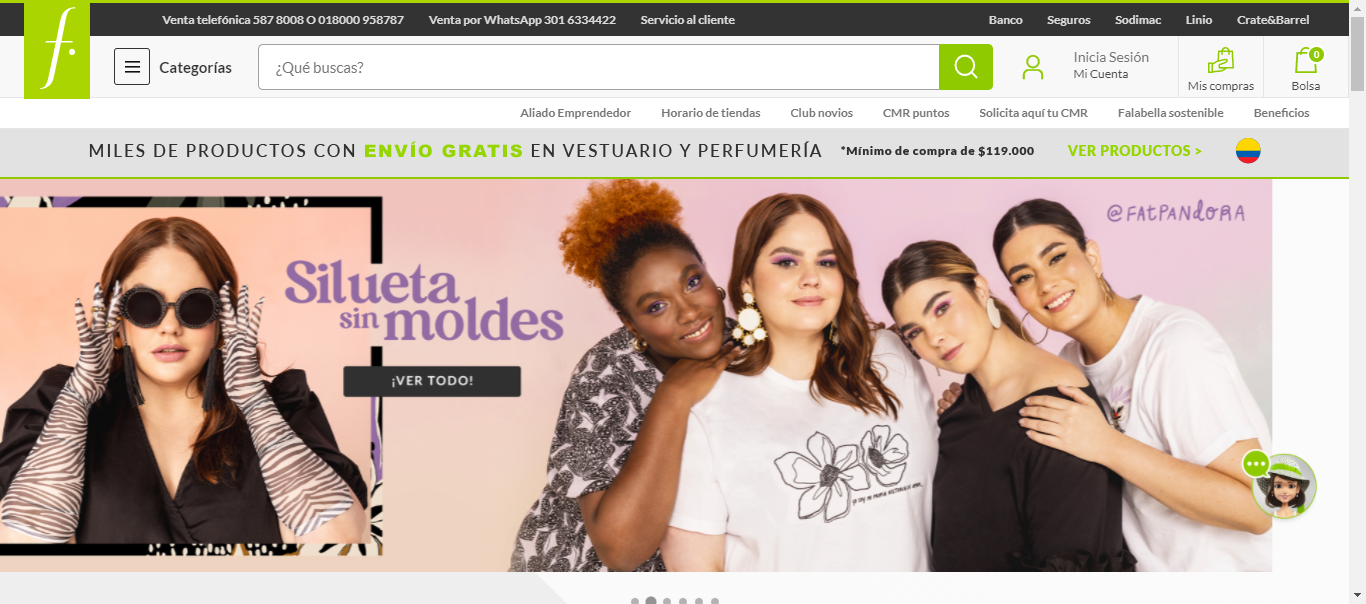 Venta telefónica 587 8008 O 018000 958787 Venta por WhatsApp 301 6334422 Servicio al cliente Banco Seguros Sodimac Linio Crate&Barrel
f.
Categorías
¿Qué buscas?
Inicia Sesión
Mi Cuenta
Mis compras
0
Bolsa
Aliado Emprendedor Horario de tiendas Club novios CMR puntos Solicita aquí tu CMR Falabella sostenible Beneficios
MILES DE PRODUCTOS CON ENVÍO GRATIS EN VESTUARIO Y PERFUMERÍA *Mínimo de compra de $119.000 VER PRODUCTOS >
@FATPANDORA
Silueta
sin moldes
¡VER TODO!